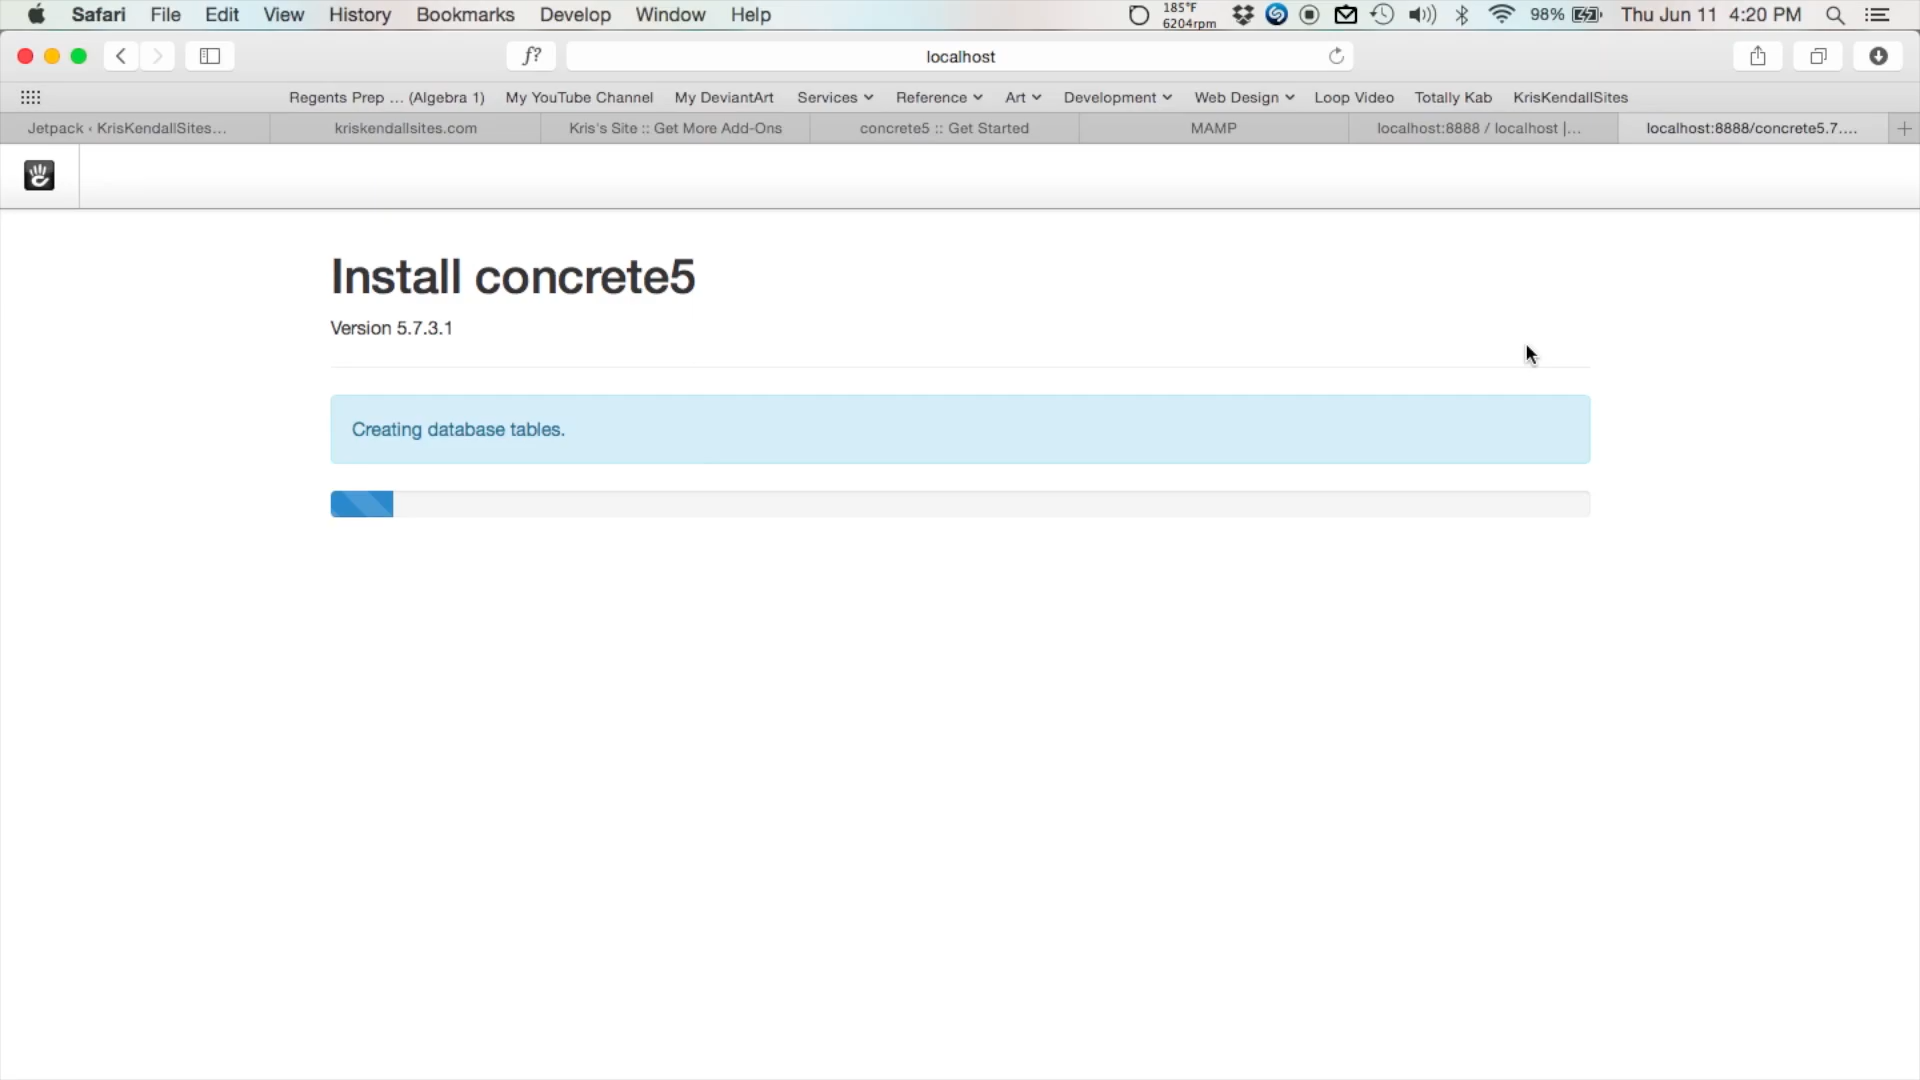 Safari File Edit View History Bookmarks Develop Window Help 185°F 6204rpm 98% Thu Jun 11 4:20 PM
f? localhost
Regents Prep ... (Algebra 1) My YouTube Channel My DeviantArt Services Reference Art Development Web Design Loop Video Totally Kab KrisKendallSites
Jetpack ‹ KrisKendallSites... kriskendallsites.com Kris's Site :: Get More Add-Ons concrete5 :: Get Started MAMP localhost:8888 / localhost |... localhost:8888/concrete5.7....
Install concrete5
Version 5.7.3.1
Creating database tables.